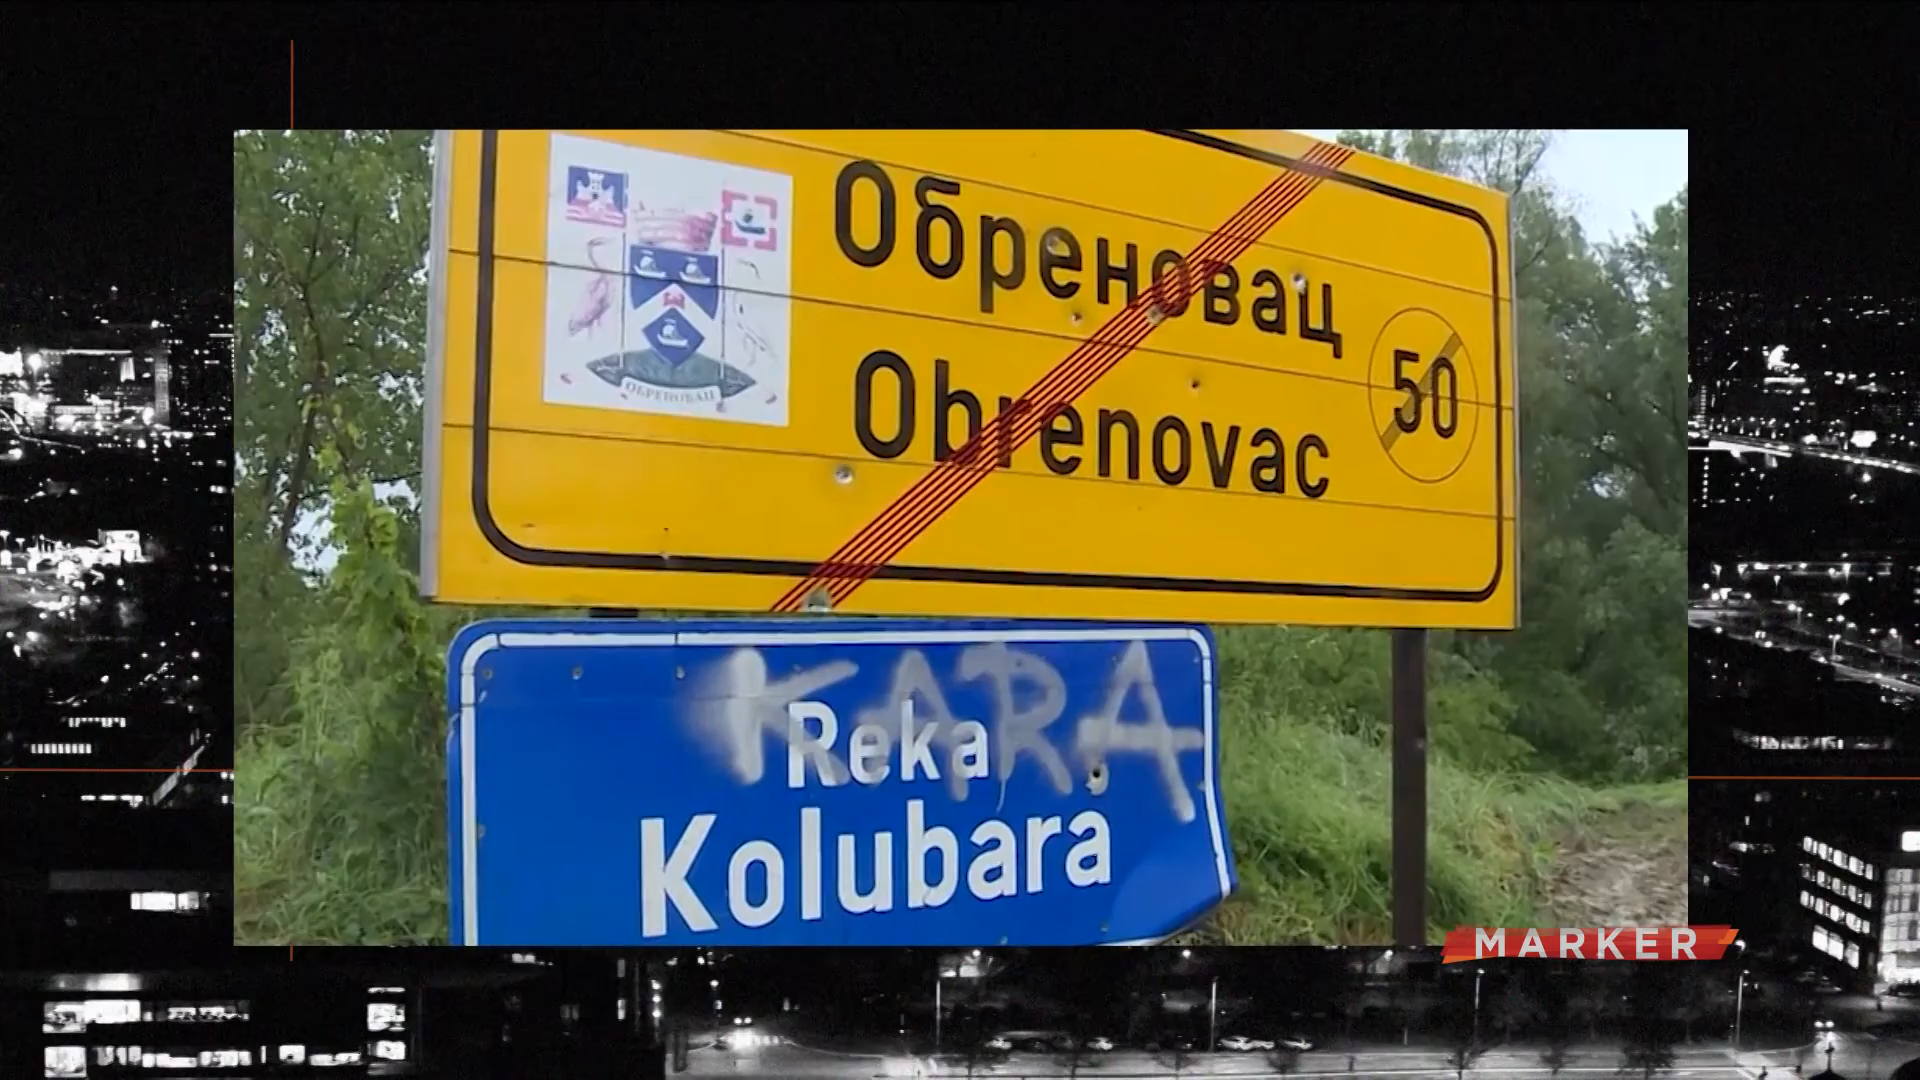 Обреновац
Obrenovac
50
ОБРЕНОВАЦ
KARA
Reka
Kolubara
MARKER